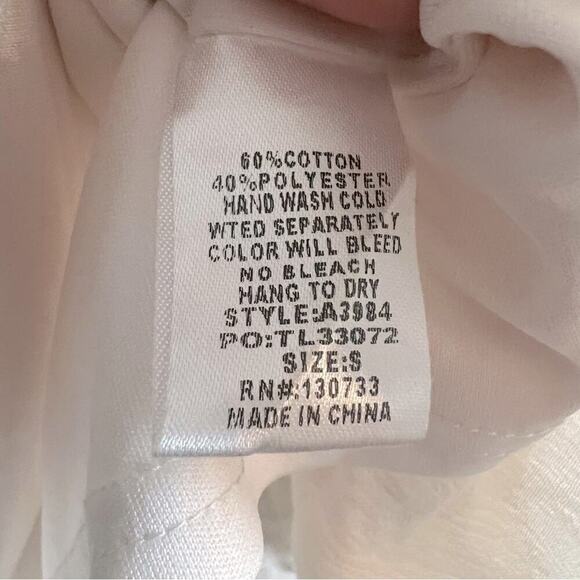 60%COTTON
40%POLYESTER
HAND WASH COLD
WTED SEPARATELY
COLOR WILL BLEED
NO BLEACH
HANG TO DRY
STYLE:A3984
PO:TL33072
SIZE:S
RN#:130733
MADE IN CHINA